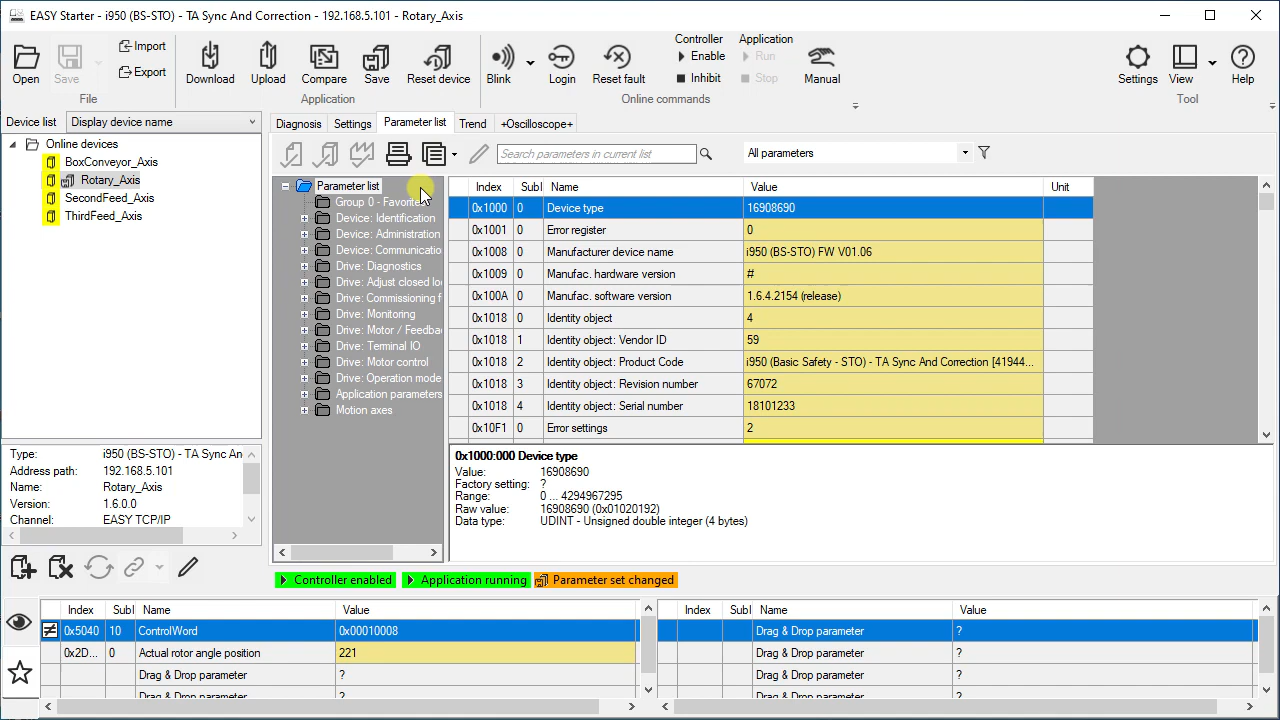 EASY Starter - i950 (BS-STO) - TA Sync And Correction - 192.168.5.101 - Rotary_Axis
Open
Save
Import
Export
File
Download
Upload
Compare
Save
Reset device
Application
Blink
Login
Reset fault
Controller
Enable
Inhibit
Application
Run
Stop
Manual
Online commands
Settings
View
Help
Tool
Device list
Display device name
Online devices
BoxConveyor_Axis
Rotary_Axis
SecondFeed_Axis
ThirdFeed_Axis
Type: i950 (BS-STO) - TA Sync An
Address path: 192.168.5.101
Name: Rotary_Axis
Version: 1.6.0.0
Channel: EASY TCP/IP
Diagnosis
Settings
Parameter list
Trend
+Oscilloscope+
Search parameters in current list
All parameters
Parameter list
Group 0 - Favorite
Device: Identification
Device: Administration
Device: Communicatio
Drive: Diagnostics
Drive: Adjust closed lo
Drive: Commissioning f
Drive: Monitoring
Drive: Motor / Feedba
Drive: Terminal IO
Drive: Motor control
Drive: Operation mode
Application parameters
Motion axes
Index Subl Name Value Unit
0x1000 0 Device type 16908690
0x1001 0 Error register 0
0x1008 0 Manufacturer device name i950 (BS-STO) FW V01.06
0x1009 0 Manufac. hardware version #
0x100A 0 Manufac. software version 1.6.4.2154 (release)
0x1018 0 Identity object 4
0x1018 1 Identity object: Vendor ID 59
0x1018 2 Identity object: Product Code i950 (Basic Safety - STO) - TA Sync And Correction [41944...
0x1018 3 Identity object: Revision number 67072
0x1018 4 Identity object: Serial number 18101233
0x10F1 0 Error settings 2
0x1000:000 Device type
Value: 16908690
Factory setting: ?
Range: 0 ... 4294967295
Raw value: 16908690 (0x01020192)
Data type: UDINT - Unsigned double integer (4 bytes)
Controller enabled
Application running
Parameter set changed
Index Subl Name Value
0x5040 10 ControlWord 0x00010008
0x2D... 0 Actual rotor angle position 221
Drag & Drop parameter ?
Drag & Drop parameter ?
Index Subl Name Value
Drag & Drop parameter ?
Drag & Drop parameter ?
Drag & Drop parameter ?
Drag & Drop parameter ?